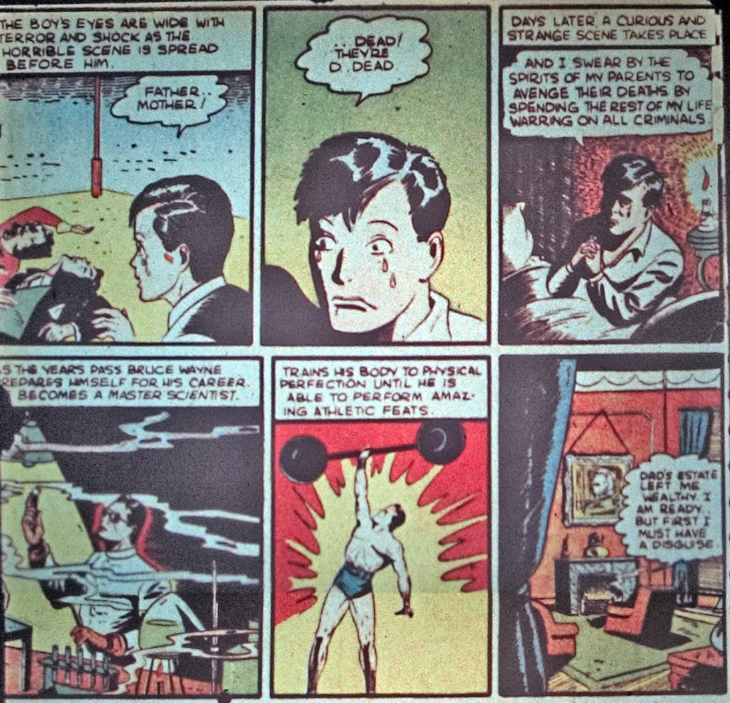 THE BOY'S EYES ARE WIDE WITH
TERROR AND SHOCK AS THE
HORRIBLE SCENE IS SPREAD
BEFORE HIM.
FATHER..
MOTHER!
...DEAD!
THEY'RE
D..DEAD
DAYS LATER, A CURIOUS AND
STRANGE SCENE TAKES PLACE
AND I SWEAR BY THE
SPIRITS OF MY PARENTS TO
AVENGE THEIR DEATHS BY
SPENDING THE REST OF MY LIFE
WARRING ON ALL CRIMINALS.
S THE YEARS PASS BRUCE WAYNE
REPARES HIMSELF FOR HIS CAREER.
BECOMES A MASTER SCIENTIST.
TRAINS HIS BODY TO PHYSICAL
PERFECTION UNTIL HE IS
ABLE TO PERFORM AMAZ-
ING ATHLETIC FEATS.
DAD'S ESTATE
LEFT ME
WEALTHY. I
AM READY..
BUT FIRST I
MUST HAVE
A DISGUISE.